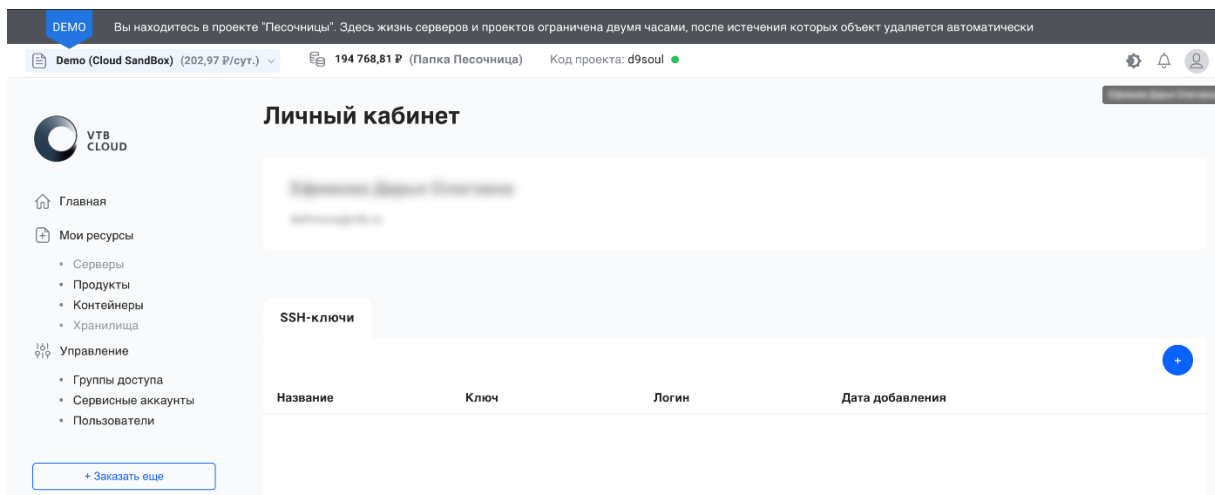 DEMO Вы находитесь в проекте "Песочницы". Здесь жизнь серверов и проектов ограничена двумя часами, после истечения которых объект удаляется автоматически
Demo (Cloud SandBox) (202,97 ₽/сут.) 194 768,81 ₽ (Папка Песочница) Код проекта: d9soul
VTB
CLOUD
Главная
Мои ресурсы
Серверы
Продукты
Контейнеры
Хранилища
Управление
Группы доступа
Сервисные аккаунты
Пользователи
+ Заказать еще
Личный кабинет
SSH-ключи
+
Название Ключ Логин Дата добавления